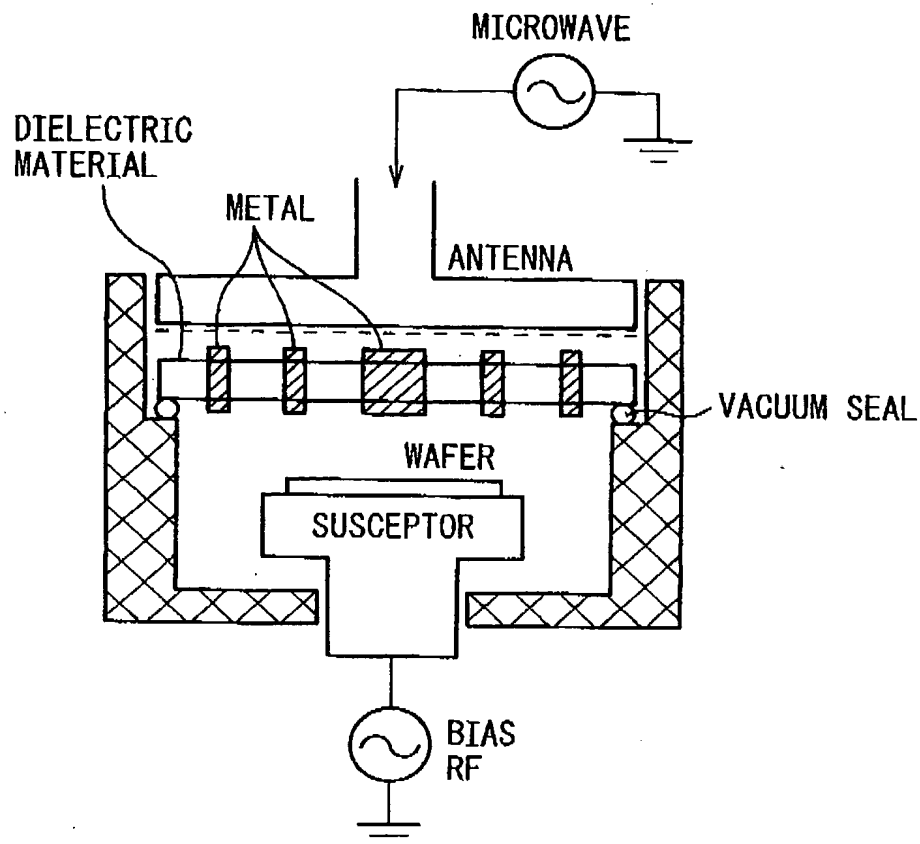 MICROWAVE
DIELECTRIC
MATERIAL
METAL
ANTENNA
VACUUM SEAL
WAFER
SUSCEPTOR
BIAS
RF